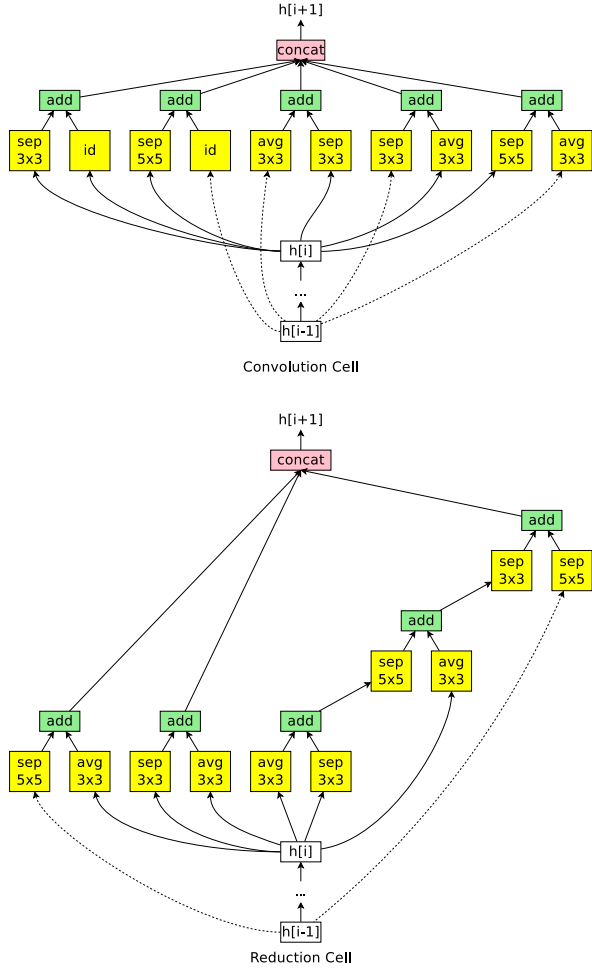 h[i+1]
concat
add add add add add
sep 3x3 id sep 5x5 id avg 3x3 sep 3x3 sep 3x3 avg 3x3 sep 5x5 avg 3x3
h[i]
...
h[i-1]
Convolution Cell
h[i+1]
concat
add
sep 3x3 sep 5x5
add
sep 5x5 avg 3x3
add add add
sep 5x5 avg 3x3 sep 3x3 avg 3x3 avg 3x3 sep 3x3
h[i]
...
h[i-1]
Reduction Cell